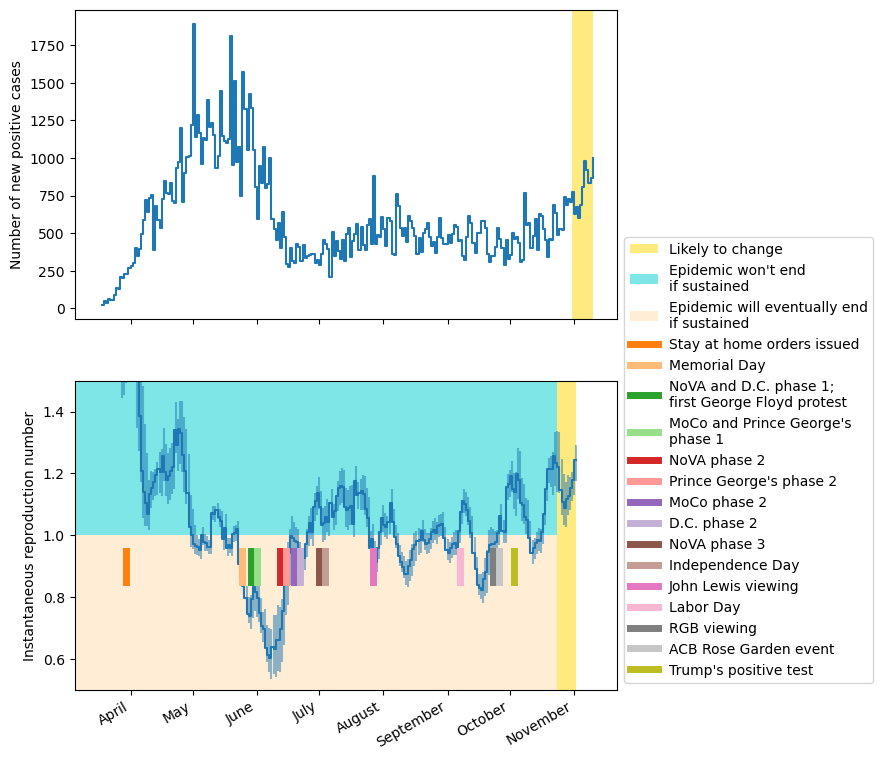 Number of new positive cases
1750
1500
1250
1000
750
500
250
0
Instantaneous reproduction number
1.4
1.2
1.0
0.8
0.6
April
May
June
July
August
September
October
November
Likely to change
Epidemic won't end
if sustained
Epidemic will eventually end
if sustained
Stay at home orders issued
Memorial Day
NoVA and D.C. phase 1;
first George Floyd protest
MoCo and Prince George's
phase 1
NoVA phase 2
Prince George's phase 2
MoCo phase 2
D.C. phase 2
NoVA phase 3
Independence Day
John Lewis viewing
Labor Day
RGB viewing
ACB Rose Garden event
Trump's positive test